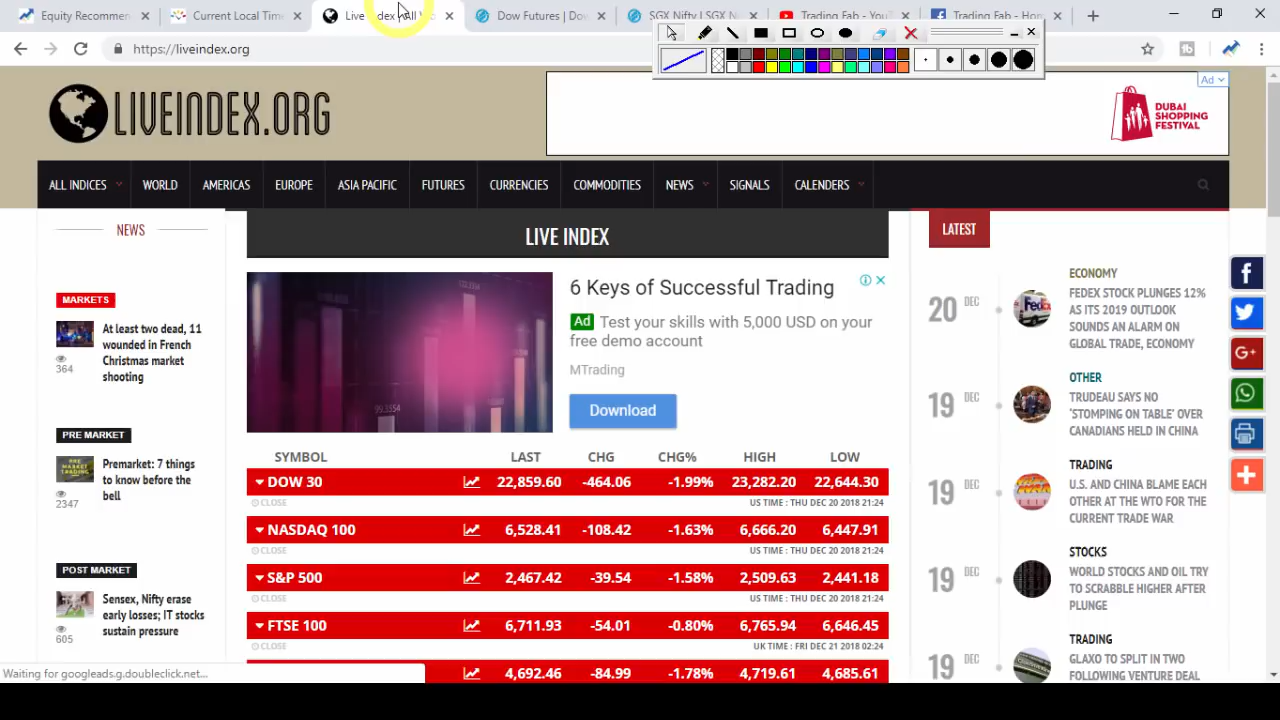 Equity Recommen
Current Local Time
Live Index
Dow Futures | Dow
SGX Nifty | SGX N
Trading Fab - You
Trading Fab - Hom
https://liveindex.org
LIVEINDEX.ORG
Ad
DUBAI
SHOPPING
FESTIVAL
ALL INDICES
WORLD
AMERICAS
EUROPE
ASIA PACIFIC
FUTURES
CURRENCIES
COMMODITIES
NEWS
SIGNALS
CALENDERS
NEWS
MARKETS
At least two dead, 11
wounded in French
Christmas market
shooting
364
PRE MARKET
Premarket: 7 things
to know before the
bell
2347
POST MARKET
Sensex, Nifty erase
early losses; IT stocks
sustain pressure
605
LIVE INDEX
99.3354
6 Keys of Successful Trading
Ad Test your skills with 5,000 USD on your
free demo account
MTrading
Download
SYMBOL LAST CHG CHG% HIGH LOW
DOW 30 22,859.60 -464.06 -1.99% 23,282.20 22,644.30
CLOSE US TIME : THU DEC 20 2018 21:24
NASDAQ 100 6,528.41 -108.42 -1.63% 6,666.20 6,447.91
CLOSE US TIME : THU DEC 20 2018 21:24
S&P 500 2,467.42 -39.54 -1.58% 2,509.63 2,441.18
CLOSE US TIME : THU DEC 20 2018 21:24
FTSE 100 6,711.93 -54.01 -0.80% 6,765.94 6,646.45
CLOSE UK TIME : FRI DEC 21 2018 02:24
4,692.46 -84.99 -1.78% 4,719.61 4,685.61
LATEST
20 DEC
ECONOMY
FEDEX STOCK PLUNGES 12%
AS ITS 2019 OUTLOOK
SOUNDS AN ALARM ON
GLOBAL TRADE, ECONOMY
19 DEC
OTHER
TRUDEAU SAYS NO
'STOMPING ON TABLE' OVER
CANADIANS HELD IN CHINA
19 DEC
TRADING
U.S. AND CHINA BLAME EACH
OTHER AT THE WTO FOR THE
CURRENT TRADE WAR
19 DEC
STOCKS
WORLD STOCKS AND OIL TRY
TO SCRABBLE HIGHER AFTER
PLUNGE
19 DEC
TRADING
GLAXO TO SPLIT IN TWO
FOLLOWING VENTURE DEAL
Waiting for googleads.g.doubleclick.net...